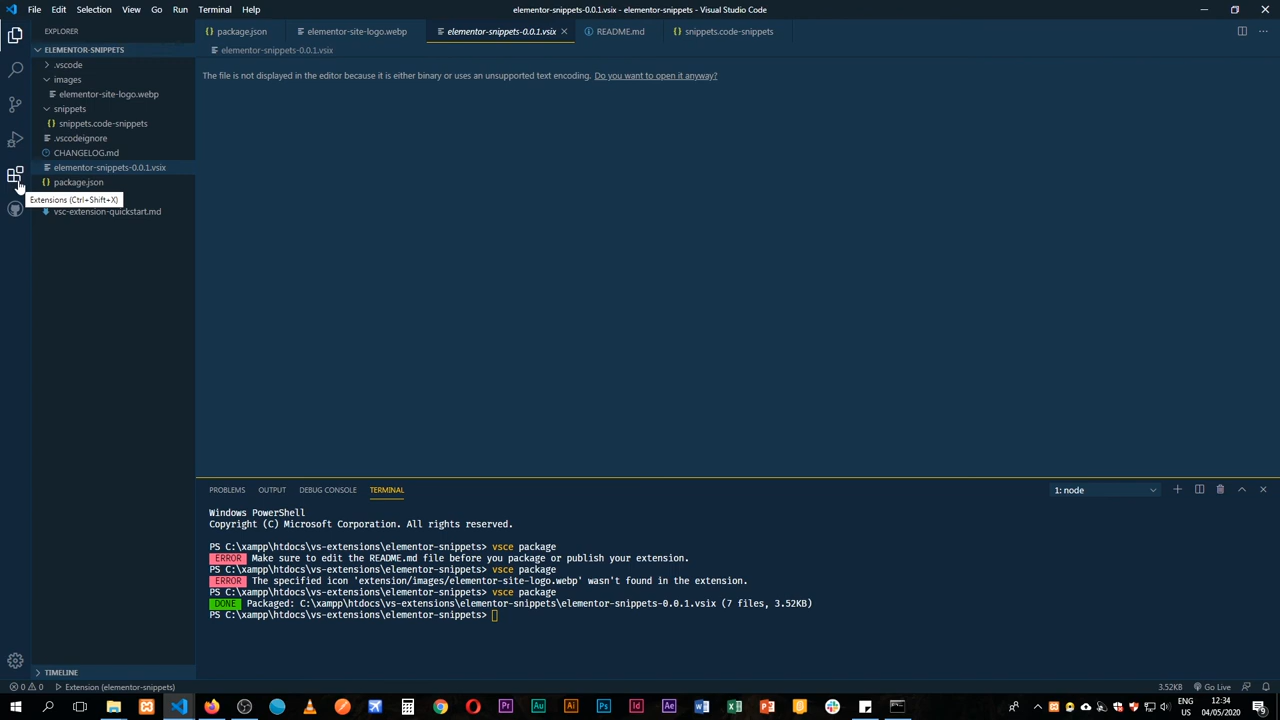 File Edit Selection View Go Run Terminal Help
elementor-snippets-0.0.1.vsix - elementor-snippets - Visual Studio Code
EXPLORER
ELEMENTOR-SNIPPETS
.vscode
images
elementor-site-logo.webp
snippets
snippets.code-snippets
.vscodeignore
CHANGELOG.md
elementor-snippets-0.0.1.vsix
package.json
Extensions (Ctrl+Shift+X)
vsc-extension-quickstart.md
TIMELINE
package.json elementor-site-logo.webp elementor-snippets-0.0.1.vsix README.md snippets.code-snippets
elementor-snippets-0.0.1.vsix
The file is not displayed in the editor because it is either binary or uses an unsupported text encoding. Do you want to open it anyway?
PROBLEMS OUTPUT DEBUG CONSOLE TERMINAL
1: node
Windows PowerShell
Copyright (C) Microsoft Corporation. All rights reserved.
PS C:\xampp\htdocs\vs-extensions\elementor-snippets> vsce package
ERROR Make sure to edit the README.md file before you package or publish your extension.
PS C:\xampp\htdocs\vs-extensions\elementor-snippets> vsce package
ERROR The specified icon 'extension/images/elementor-site-logo.webp' wasn't found in the extension.
PS C:\xampp\htdocs\vs-extensions\elementor-snippets> vsce package
DONE Packaged: C:\xampp\htdocs\vs-extensions\elementor-snippets\elementor-snippets-0.0.1.vsix (7 files, 3.52KB)
PS C:\xampp\htdocs\vs-extensions\elementor-snippets>
0 0 Extension (elementor-snippets)
3.52KB Go Live
Pr Au Ai Ps Id Ae
ENG
US
12:34
04/05/2020